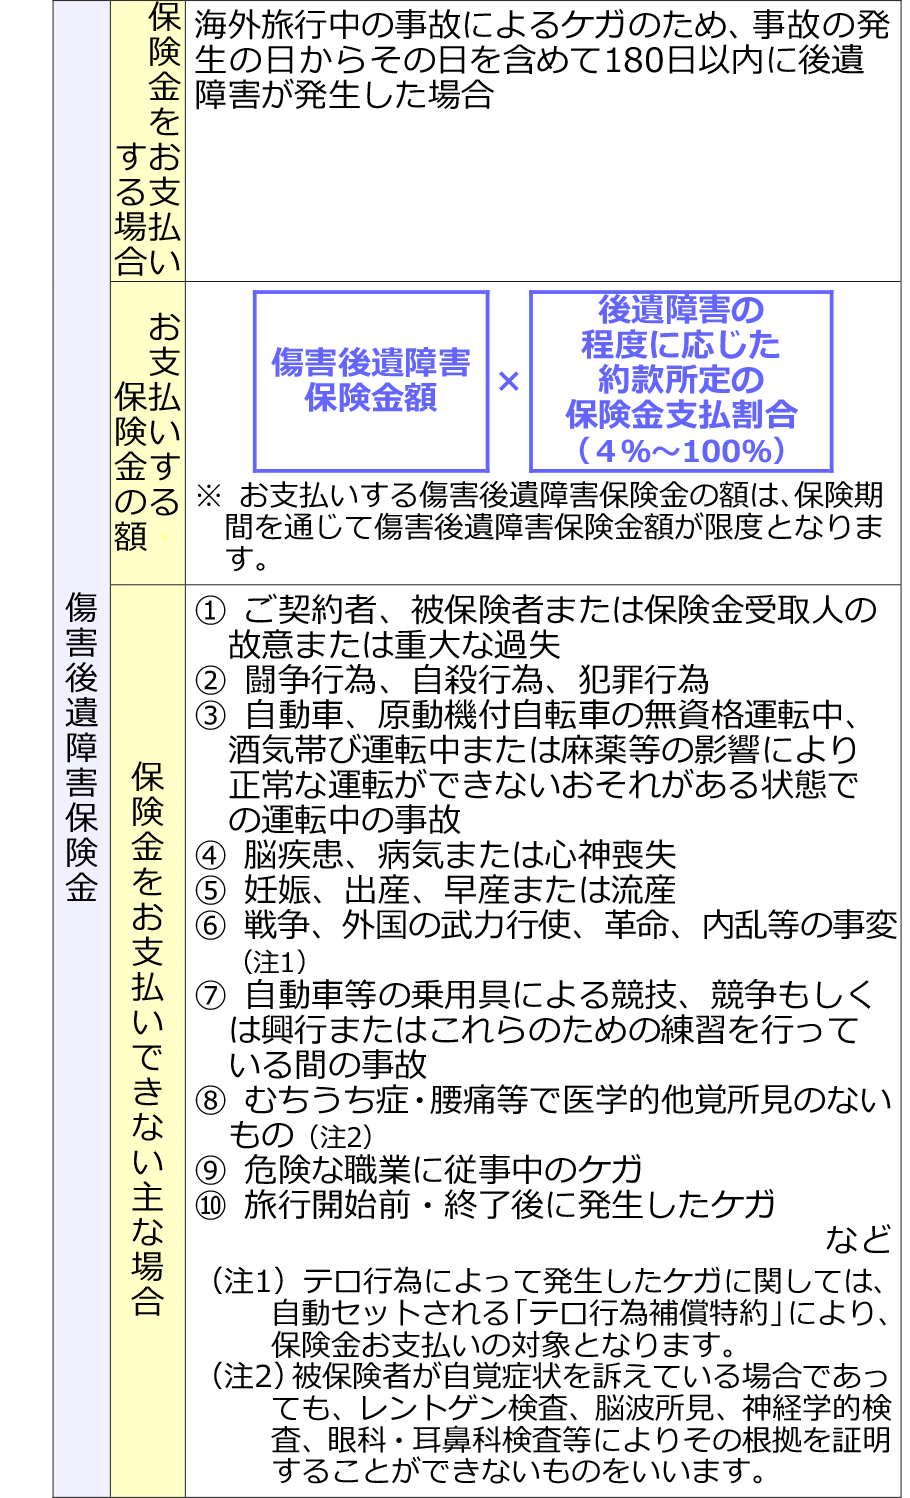 傷害後遺障害保険金
保険金をお支払い
する場合
海外旅行中の事故によるケガのため、事故の発
生の日からその日を含めて180日以内に後遺
障害が発生した場合
お支払いする
保険金の額
傷害後遺障害
保険金額
×
後遺障害の
程度に応じた
約款所定の
保険金支払割合
（４%～100%）
※ お支払いする傷害後遺障害保険金の額は、保険期
間を通じて傷害後遺障害保険金額が限度となりま
す。
保険金をお支払いできない主な場合
① ご契約者、被保険者または保険金受取人の
故意または重大な過失
② 闘争行為、自殺行為、犯罪行為
③ 自動車、原動機付自転車の無資格運転中、
酒気帯び運転中または麻薬等の影響により
正常な運転ができないおそれがある状態で
の運転中の事故
④ 脳疾患、病気または心神喪失
⑤ 妊娠、出産、早産または流産
⑥ 戦争、外国の武力行使、革命、内乱等の事変
（注1）
⑦ 自動車等の乗用具による競技、競争もしく
は興行またはこれらのための練習を行って
いる間の事故
⑧ むちうち症・腰痛等で医学的他覚所見のない
もの（注2）
⑨ 危険な職業に従事中のケガ
⑩ 旅行開始前・終了後に発生したケガ
など
（注1）テロ行為によって発生したケガに関しては、
自動セットされる「テロ行為補償特約」により、
保険金お支払いの対象となります。
（注2）被保険者が自覚症状を訴えている場合であっ
ても、レントゲン検査、脳波所見、神経学的検
査、眼科・耳鼻科検査等によりその根拠を証明
することができないものをいいます。